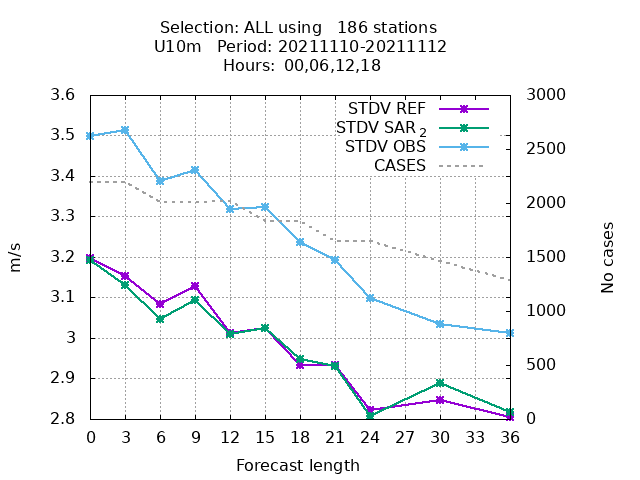 Selection: ALL using   186 stations
U10m   Period: 20211110-20211112
Hours:  00,06,12,18
STDV REF
STDV SAR 2
STDV OBS
CASES
3.6
3.5
3.4
3.3
3.2
3.1
3
2.9
2.8
m/s
3000
2500
2000
1500
1000
500
0
No cases
0 3 6 9 12 15 18 21 24 27 30 33 36
Forecast length